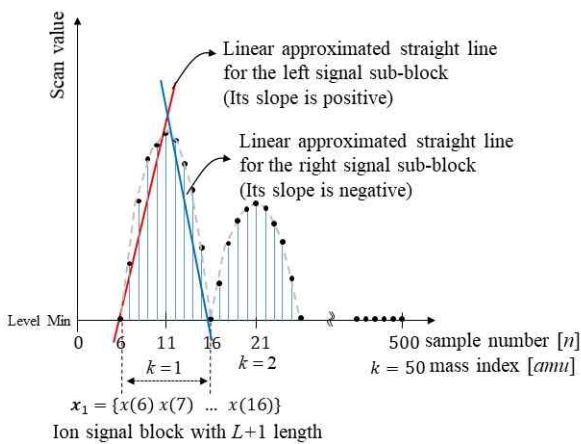 Scan value
Linear approximated straight line
for the left signal sub-block
(Its slope is positive)
Linear approximated straight line
for the right signal sub-block
(Its slope is negative)
Level Min
0 6 11 16 21 500 sample number [n]
k = 1 k = 2 k = 50 mass index [amu]
x₁ = {x(6) x(7) ... x(16)}
Ion signal block with L+1 length